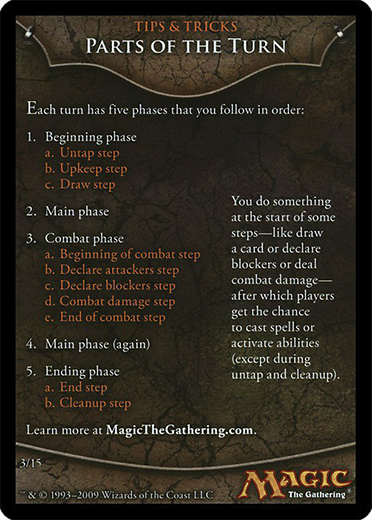 TIPS & TRICKS
PARTS OF THE TURN
Each turn has five phases that you follow in order:
1. Beginning phase
a. Untap step
b. Upkeep step
c. Draw step
2. Main phase
3. Combat phase
a. Beginning of combat step
b. Declare attackers step
c. Declare blockers step
d. Combat damage step
e. End of combat step
4. Main phase (again)
5. Ending phase
a. End step
b. Cleanup step
You do something
at the start of some
steps—like draw
a card or declare
blockers or deal
combat damage—
after which players
get the chance
to cast spells or
activate abilities
(except during
untap and cleanup).
Learn more at MagicTheGathering.com.
3/15
MAGIC
The Gathering
™ & © 1993–2009 Wizards of the Coast LLC